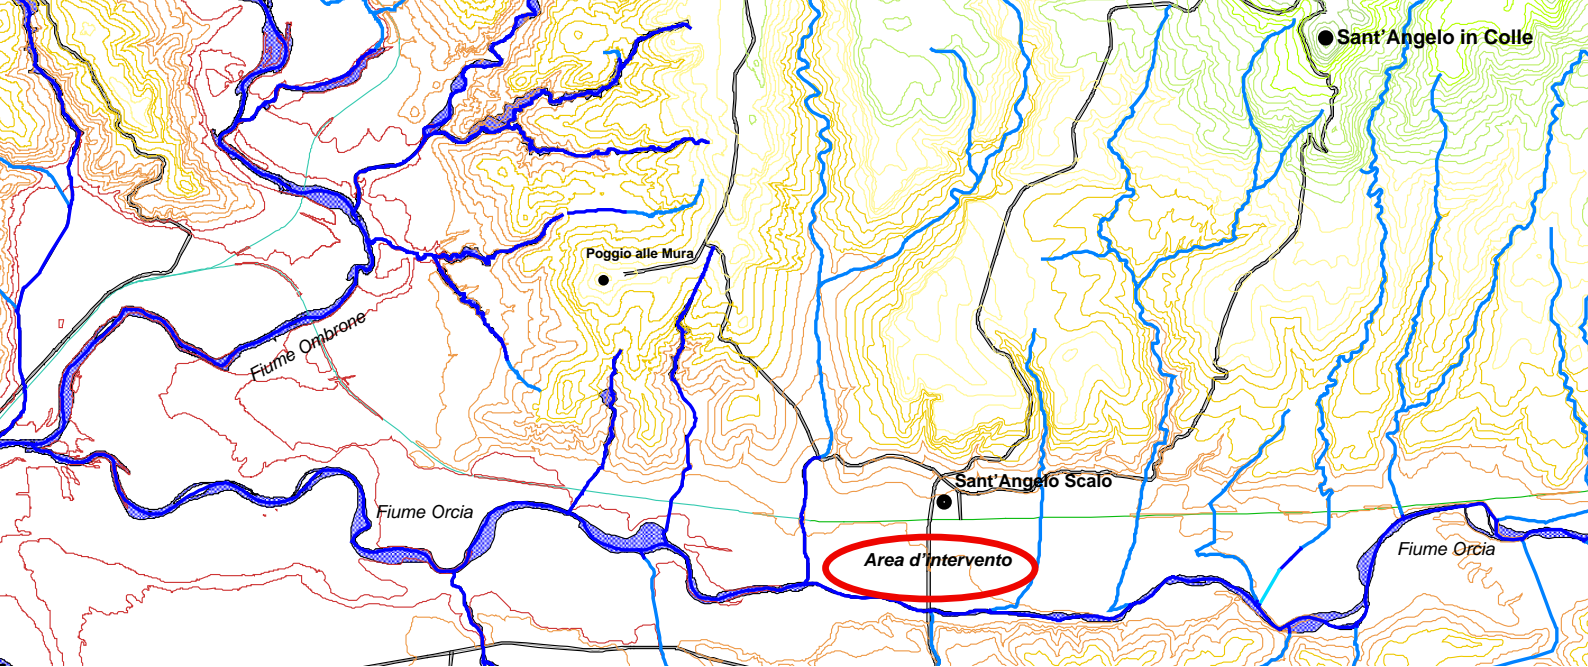 Sant'Angelo in Colle
Poggio alle Mura
Fiume Ombrone
Sant'Angelo Scalo
Fiume Orcia
Fiume Orcia
Area d'intervento